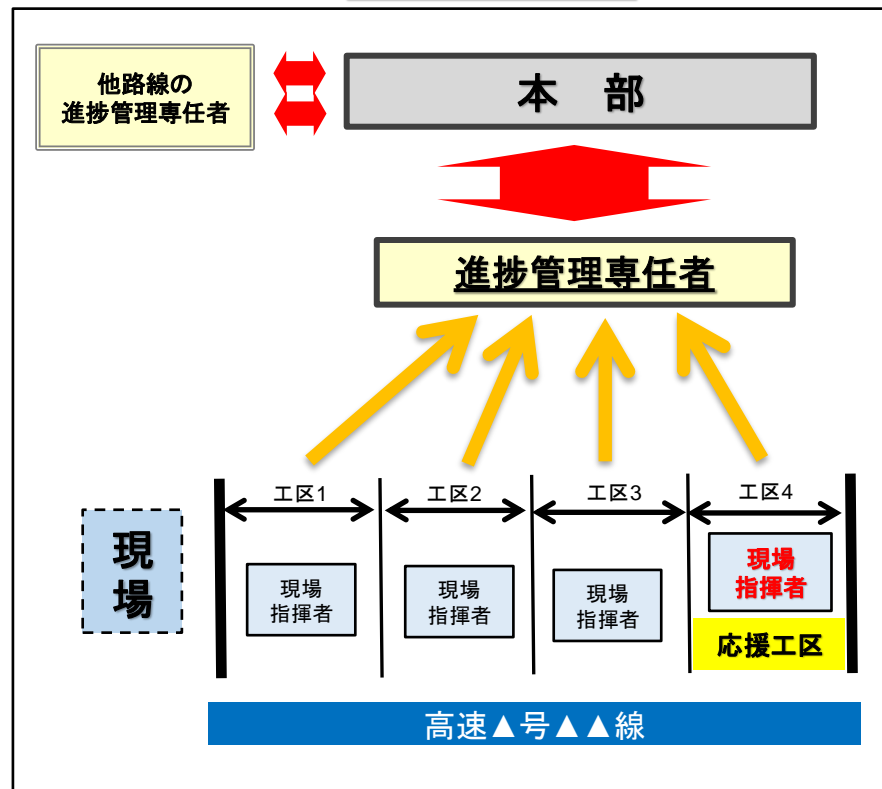 他路線の
進捗管理専任者
本 部
進捗管理専任者
工区1
工区2
工区3
工区4
現
場
現場
指揮者
現場
指揮者
現場
指揮者
現場
指揮者
応援工区
高速▲号▲▲線